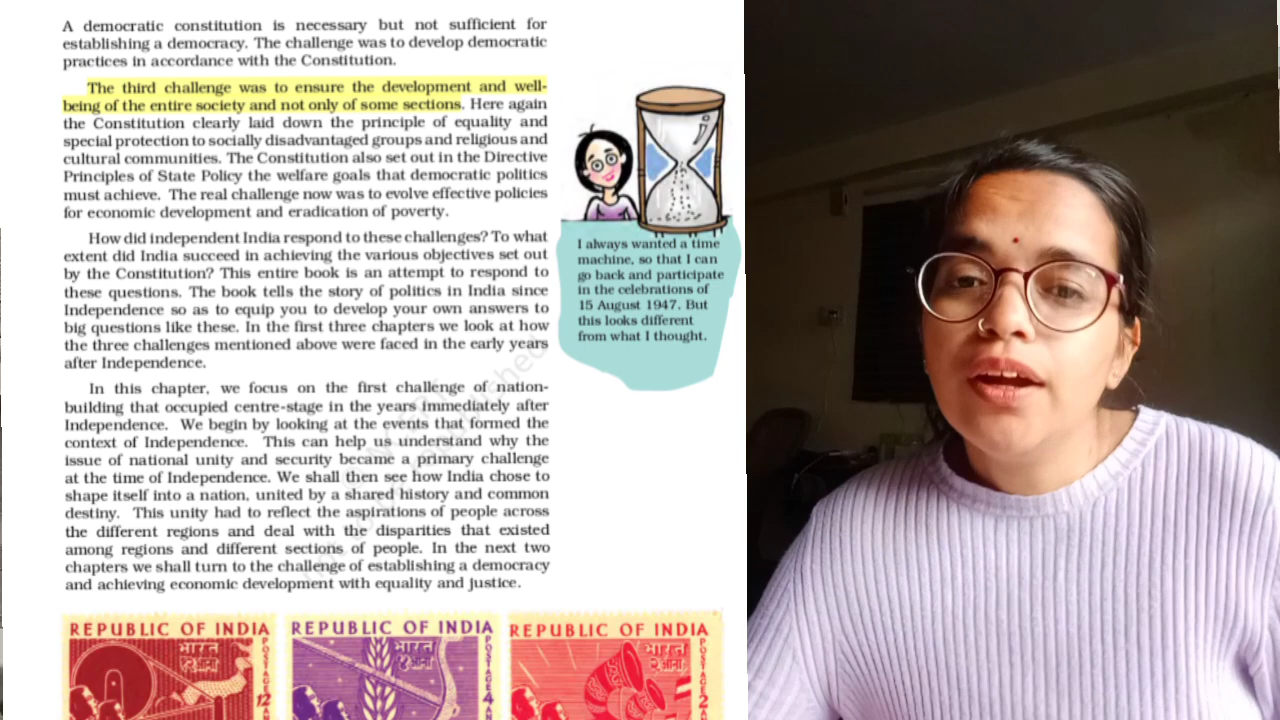 A democratic constitution is necessary but not sufficient for
establishing a democracy. The challenge was to develop democratic
practices in accordance with the Constitution.
The third challenge was to ensure the development and well-
being of the entire society and not only of some sections. Here again
the Constitution clearly laid down the principle of equality and
special protection to socially disadvantaged groups and religious and
cultural communities. The Constitution also set out in the Directive
Principles of State Policy the welfare goals that democratic politics
must achieve. The real challenge now was to evolve effective policies
for economic development and eradication of poverty.
How did independent India respond to these challenges? To what
extent did India succeed in achieving the various objectives set out
by the Constitution? This entire book is an attempt to respond to
these questions. The book tells the story of politics in India since
Independence so as to equip you to develop your own answers to
big questions like these. In the first three chapters we look at how
the three challenges mentioned above were faced in the early years
after Independence.
In this chapter, we focus on the first challenge of nation-
building that occupied centre-stage in the years immediately after
Independence. We begin by looking at the events that formed the
context of Independence. This can help us understand why the
issue of national unity and security became a primary challenge
at the time of Independence. We shall then see how India chose to
shape itself into a nation, united by a shared history and common
destiny. This unity had to reflect the aspirations of people across
the different regions and deal with the disparities that existed
among regions and different sections of people. In the next two
chapters we shall turn to the challenge of establishing a democracy
and achieving economic development with equality and justice.
I always wanted a time
machine, so that I can
go back and participate
in the celebrations of
15 August 1947. But
this looks different
from what I thought.
REPUBLIC OF INDIA
भारत
POSTAGE
12
REPUBLIC OF INDIA
भारत
४ आना
POSTAGE
4
REPUBLIC OF INDIA
भारत
२ आना
POSTAGE
2